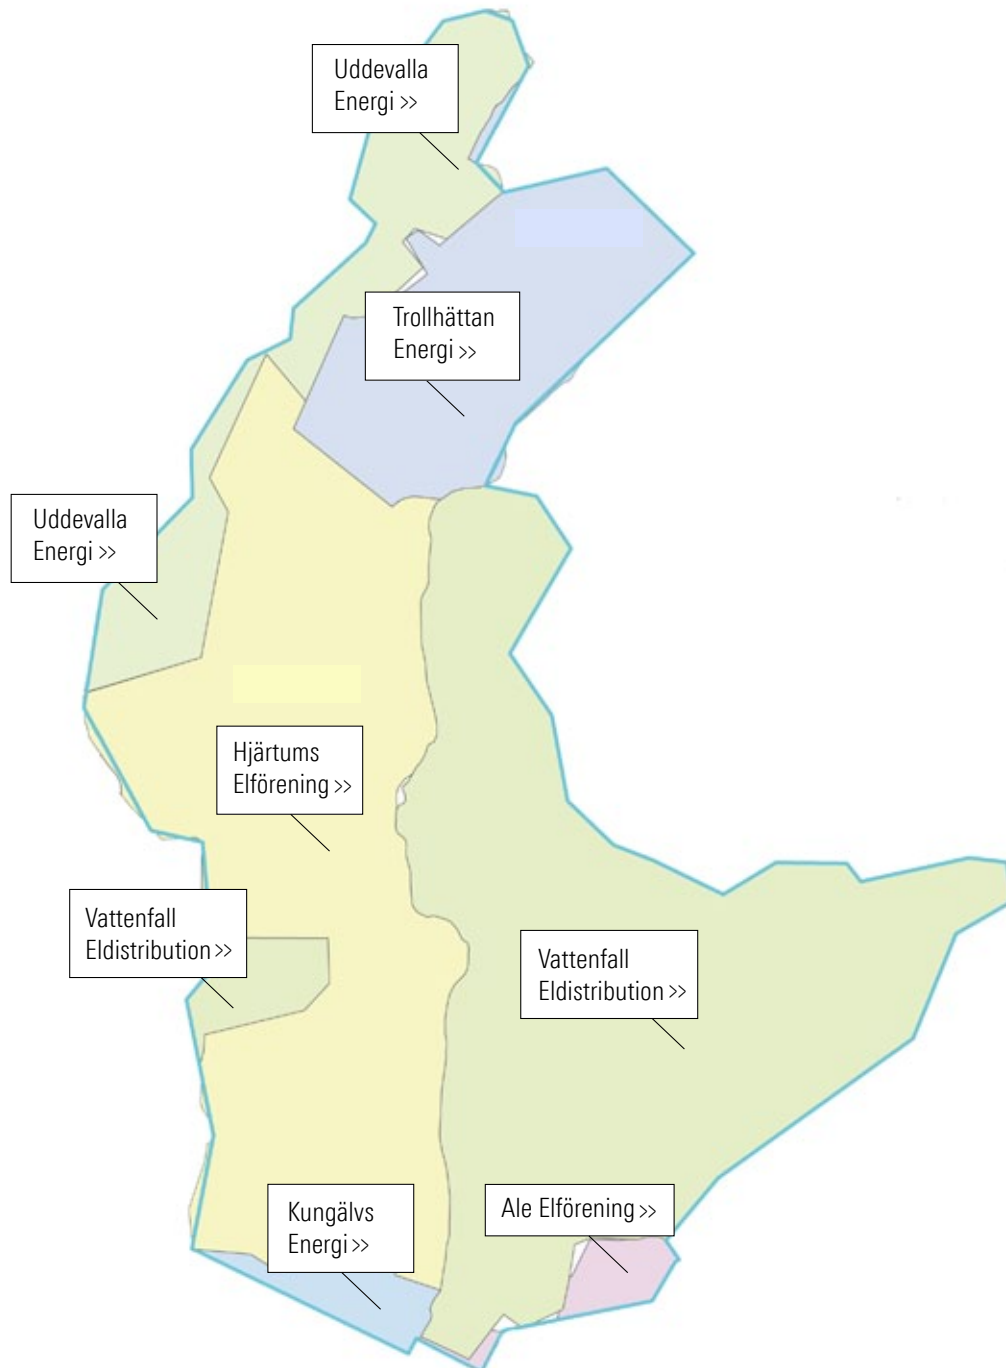 Uddevalla
Energi >>
Trollhättan
Energi >>
Uddevalla
Energi >>
Hjärtums
Elförening >>
Vattenfall
Eldistribution >>
Vattenfall
Eldistribution >>
Kungälvs
Energi >>
Ale Elförening >>